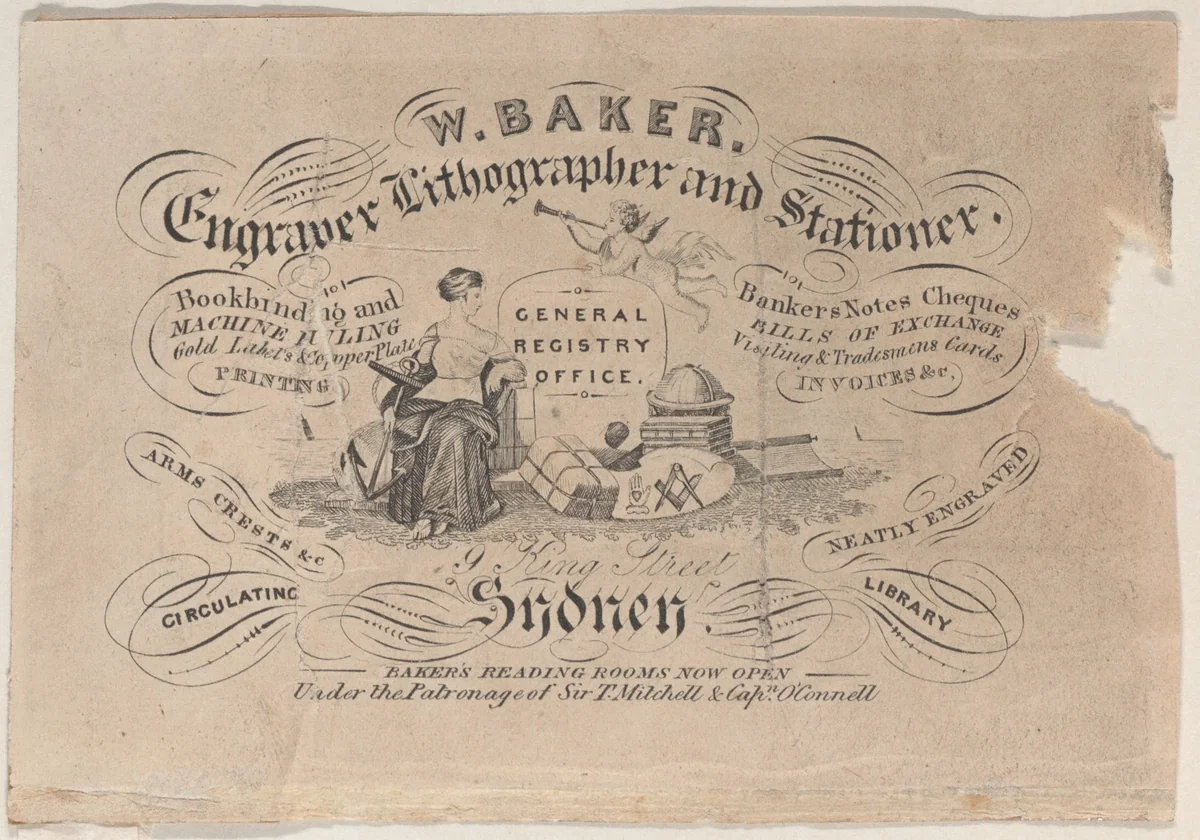 W. BAKER.
Engraver Lithographer and Stationer.
Bookbinding and
MACHINE RULING
Gold Labels & Copper Plate
PRINTING
GENERAL
REGISTRY
OFFICE.
Bankers Notes Cheques
BILLS OF EXCHANGE
Visiting & Tradesmens Cards
INVOICES &c.
ARMS CRESTS &c
NEATLY ENGRAVED
9 King Street
Sydney.
CIRCULATING
LIBRARY
BAKER'S READING ROOMS NOW OPEN
Under the Patronage of Sir T. Mitchell & Capn. O'Connell